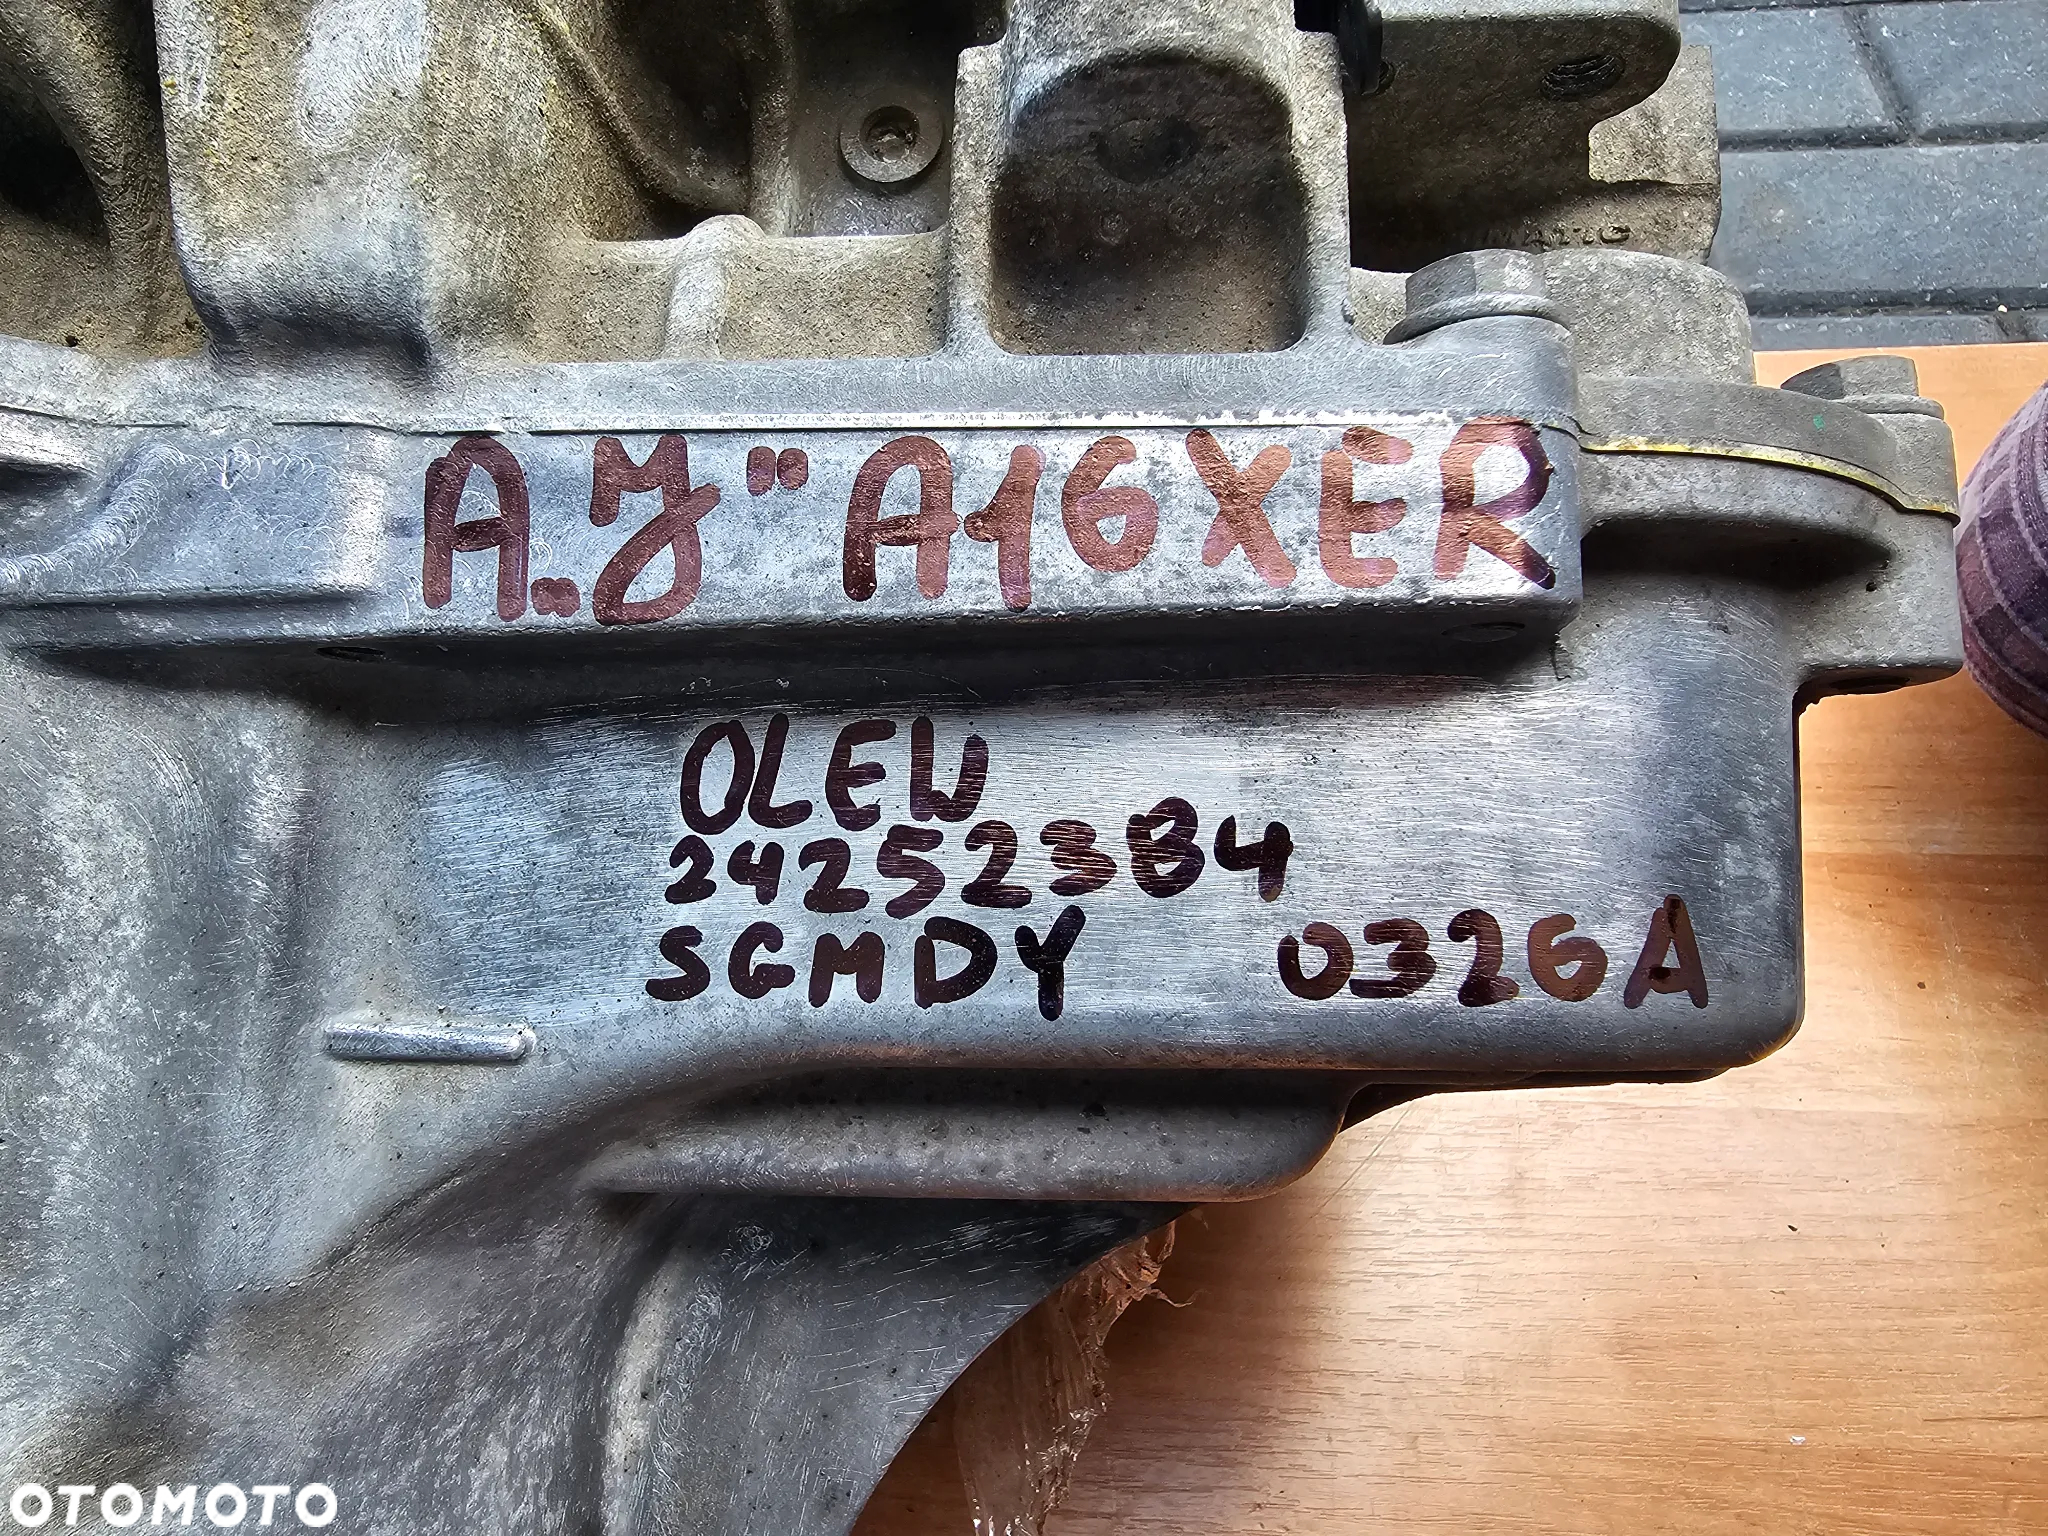 A.J" A16XER
OLEW
24252384
SGMDY 0326A
OTOMOTO